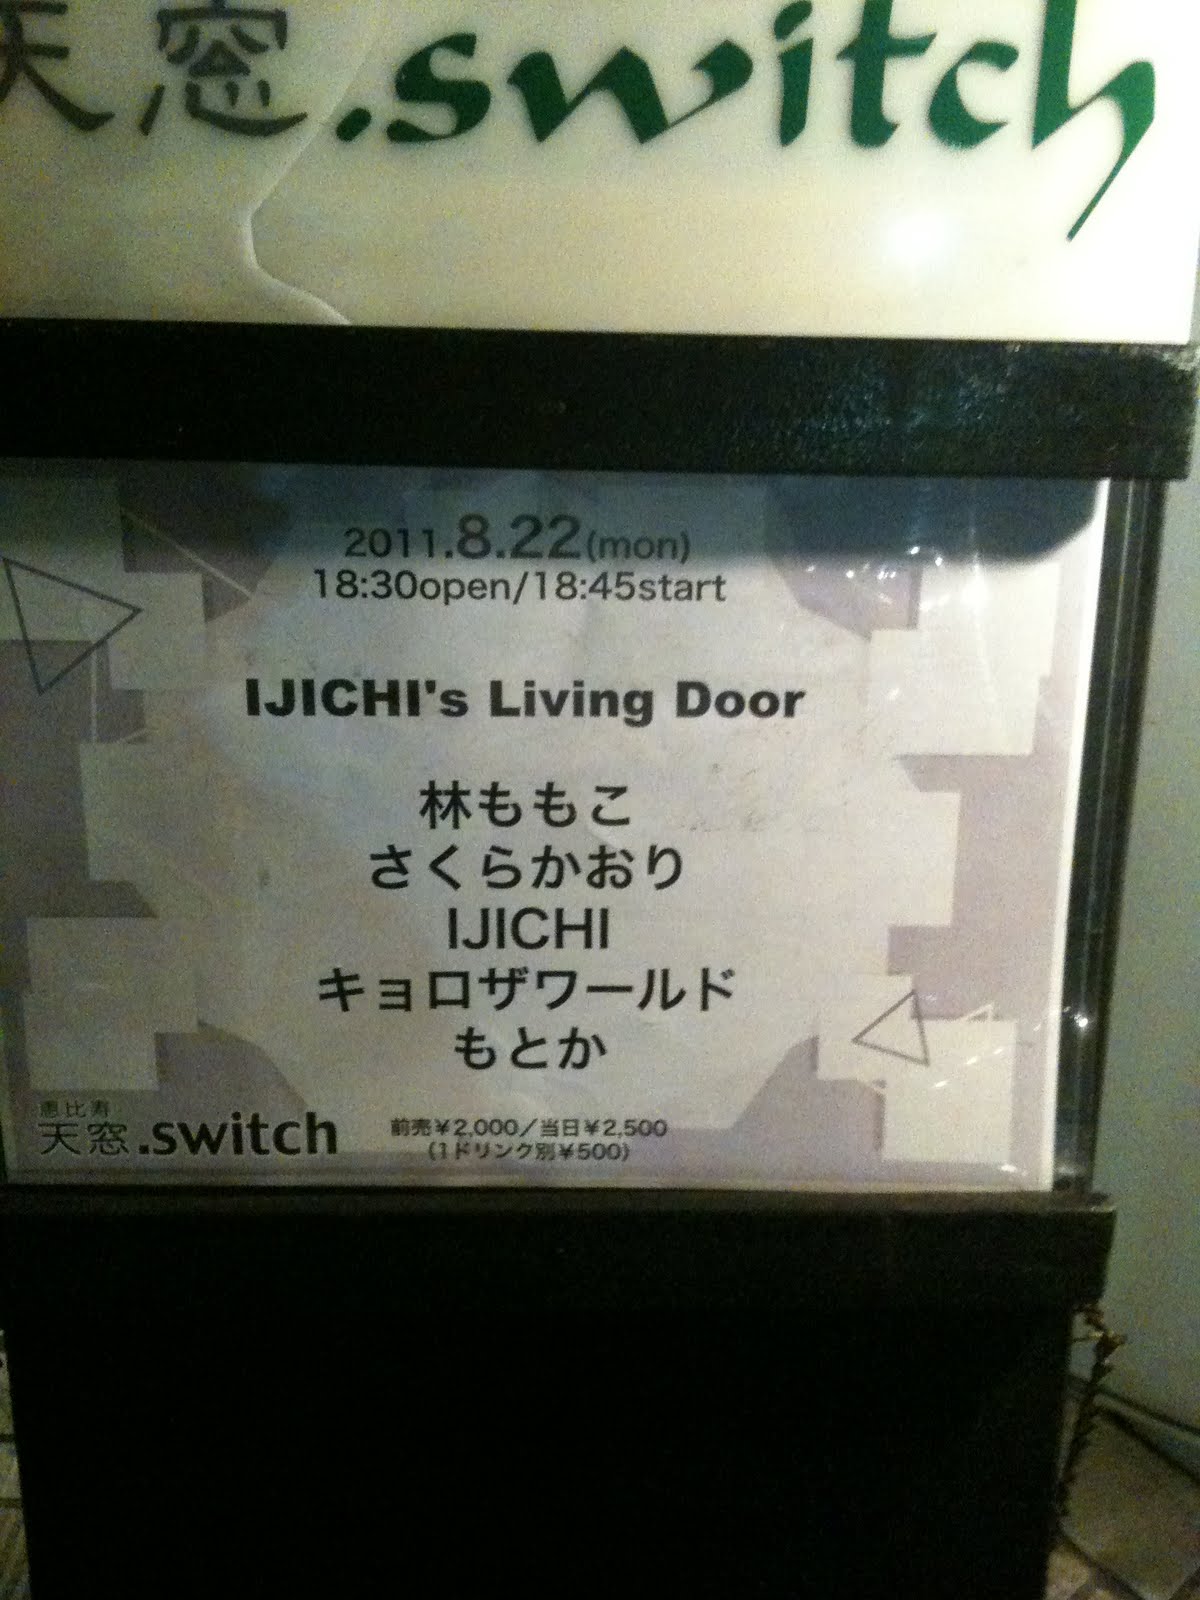 天窓.switch
2011.8.22(mon)
18:30open/18:45start
IJICHI's Living Door
林ももこ
さくらかおり
IJICHI
キョロザワールド
もとか
恵比寿
天窓.switch
前売¥2,000/当日¥2,500
(1ドリンク別¥500)